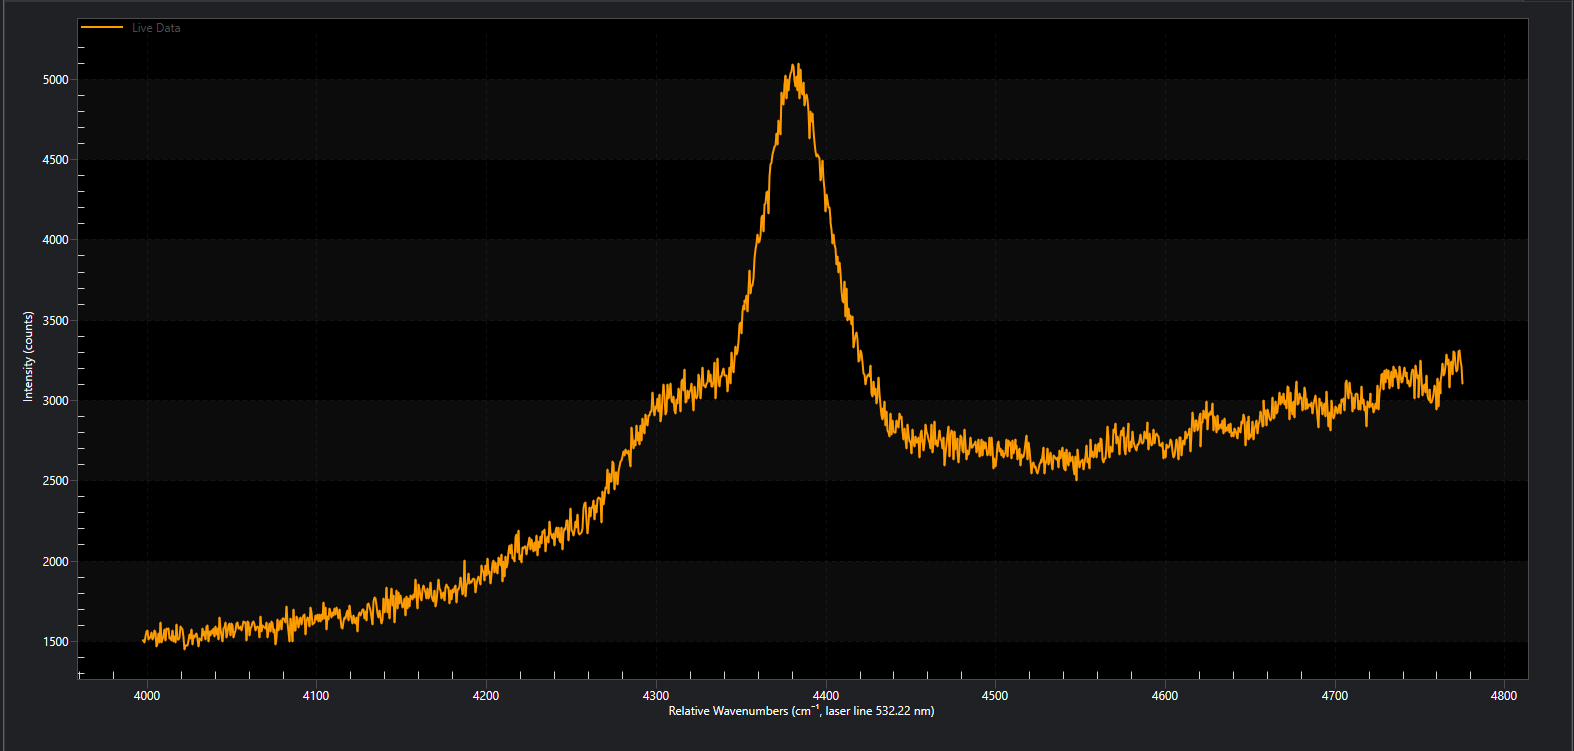 Live Data
5000
4500
4000
3500
3000
2500
2000
1500
Intensity (counts)
4000 4100 4200 4300 4400 4500 4600 4700 4800
Relative Wavenumbers (cm⁻¹, laser line 532.22 nm)